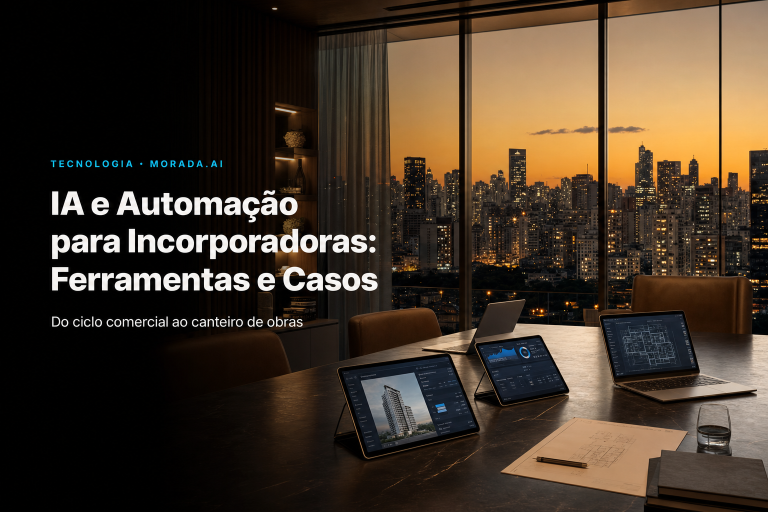 TECNOLOGIA • MORADA.AI
IA e Automação
para Incorporadoras:
Ferramentas e Casos
Do ciclo comercial ao canteiro de obras